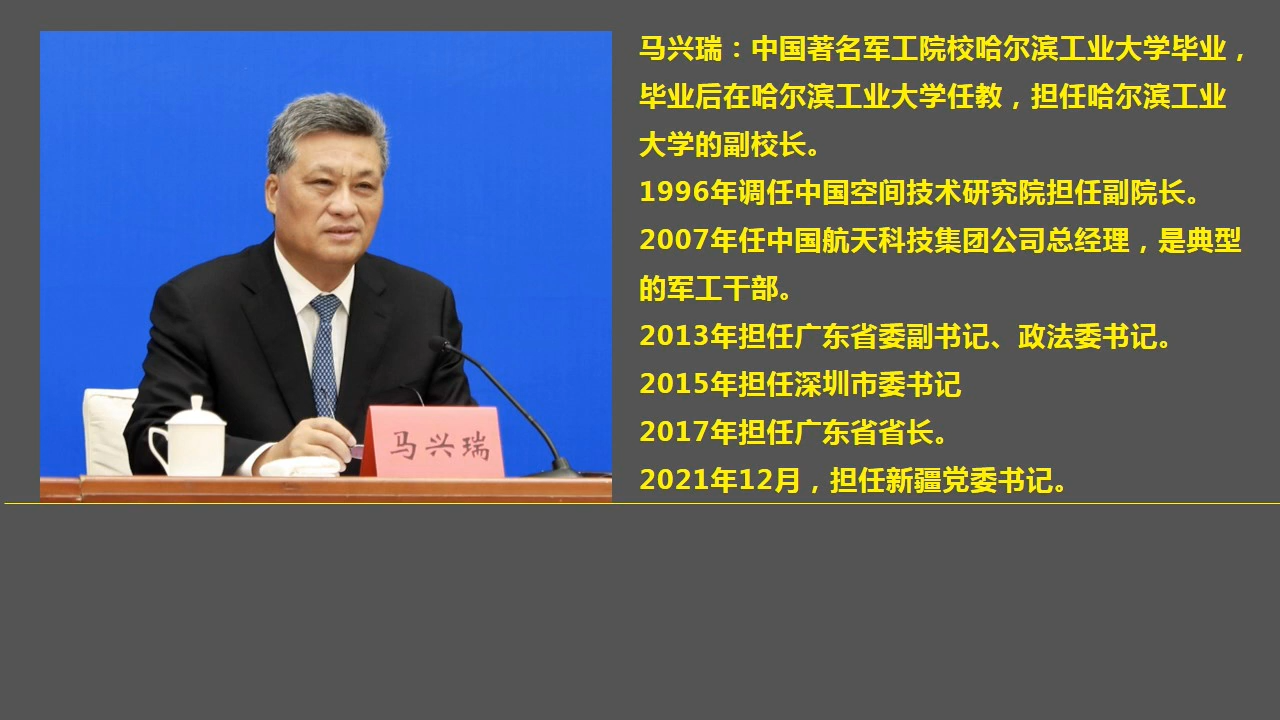 马兴瑞：中国著名军工院校哈尔滨工业大学毕业，
毕业后在哈尔滨工业大学任教，担任哈尔滨工业
大学的副校长。
1996年调任中国空间技术研究院担任副院长。
2007年任中国航天科技集团公司总经理，是典型
的军工干部。
2013年担任广东省委副书记、政法委书记。
2015年担任深圳市委书记
2017年担任广东省省长。
2021年12月，担任新疆党委书记。
马兴瑞